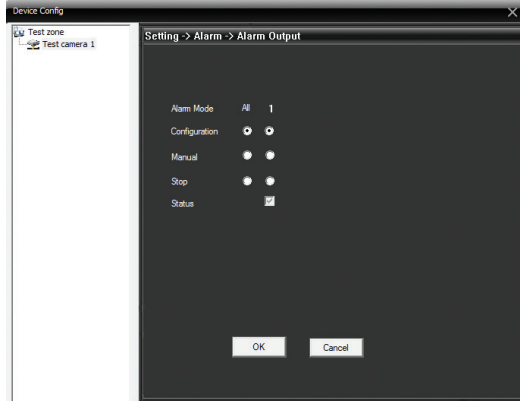 Device Config
Test zone
Test camera 1
Setting -> Alarm -> Alarm Output
Alarm Mode All 1
Configuration
Manual
Stop
Status
OK Cancel